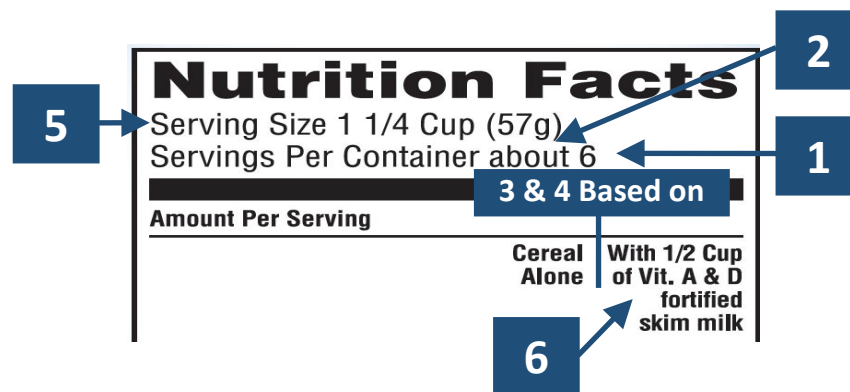 2
Nutrition Facts
5
Serving Size 1 1/4 Cup (57g)
Servings Per Container about 6
1
3 & 4 Based on
Amount Per Serving
Cereal Alone
With 1/2 Cup of Vit. A & D fortified skim milk
6